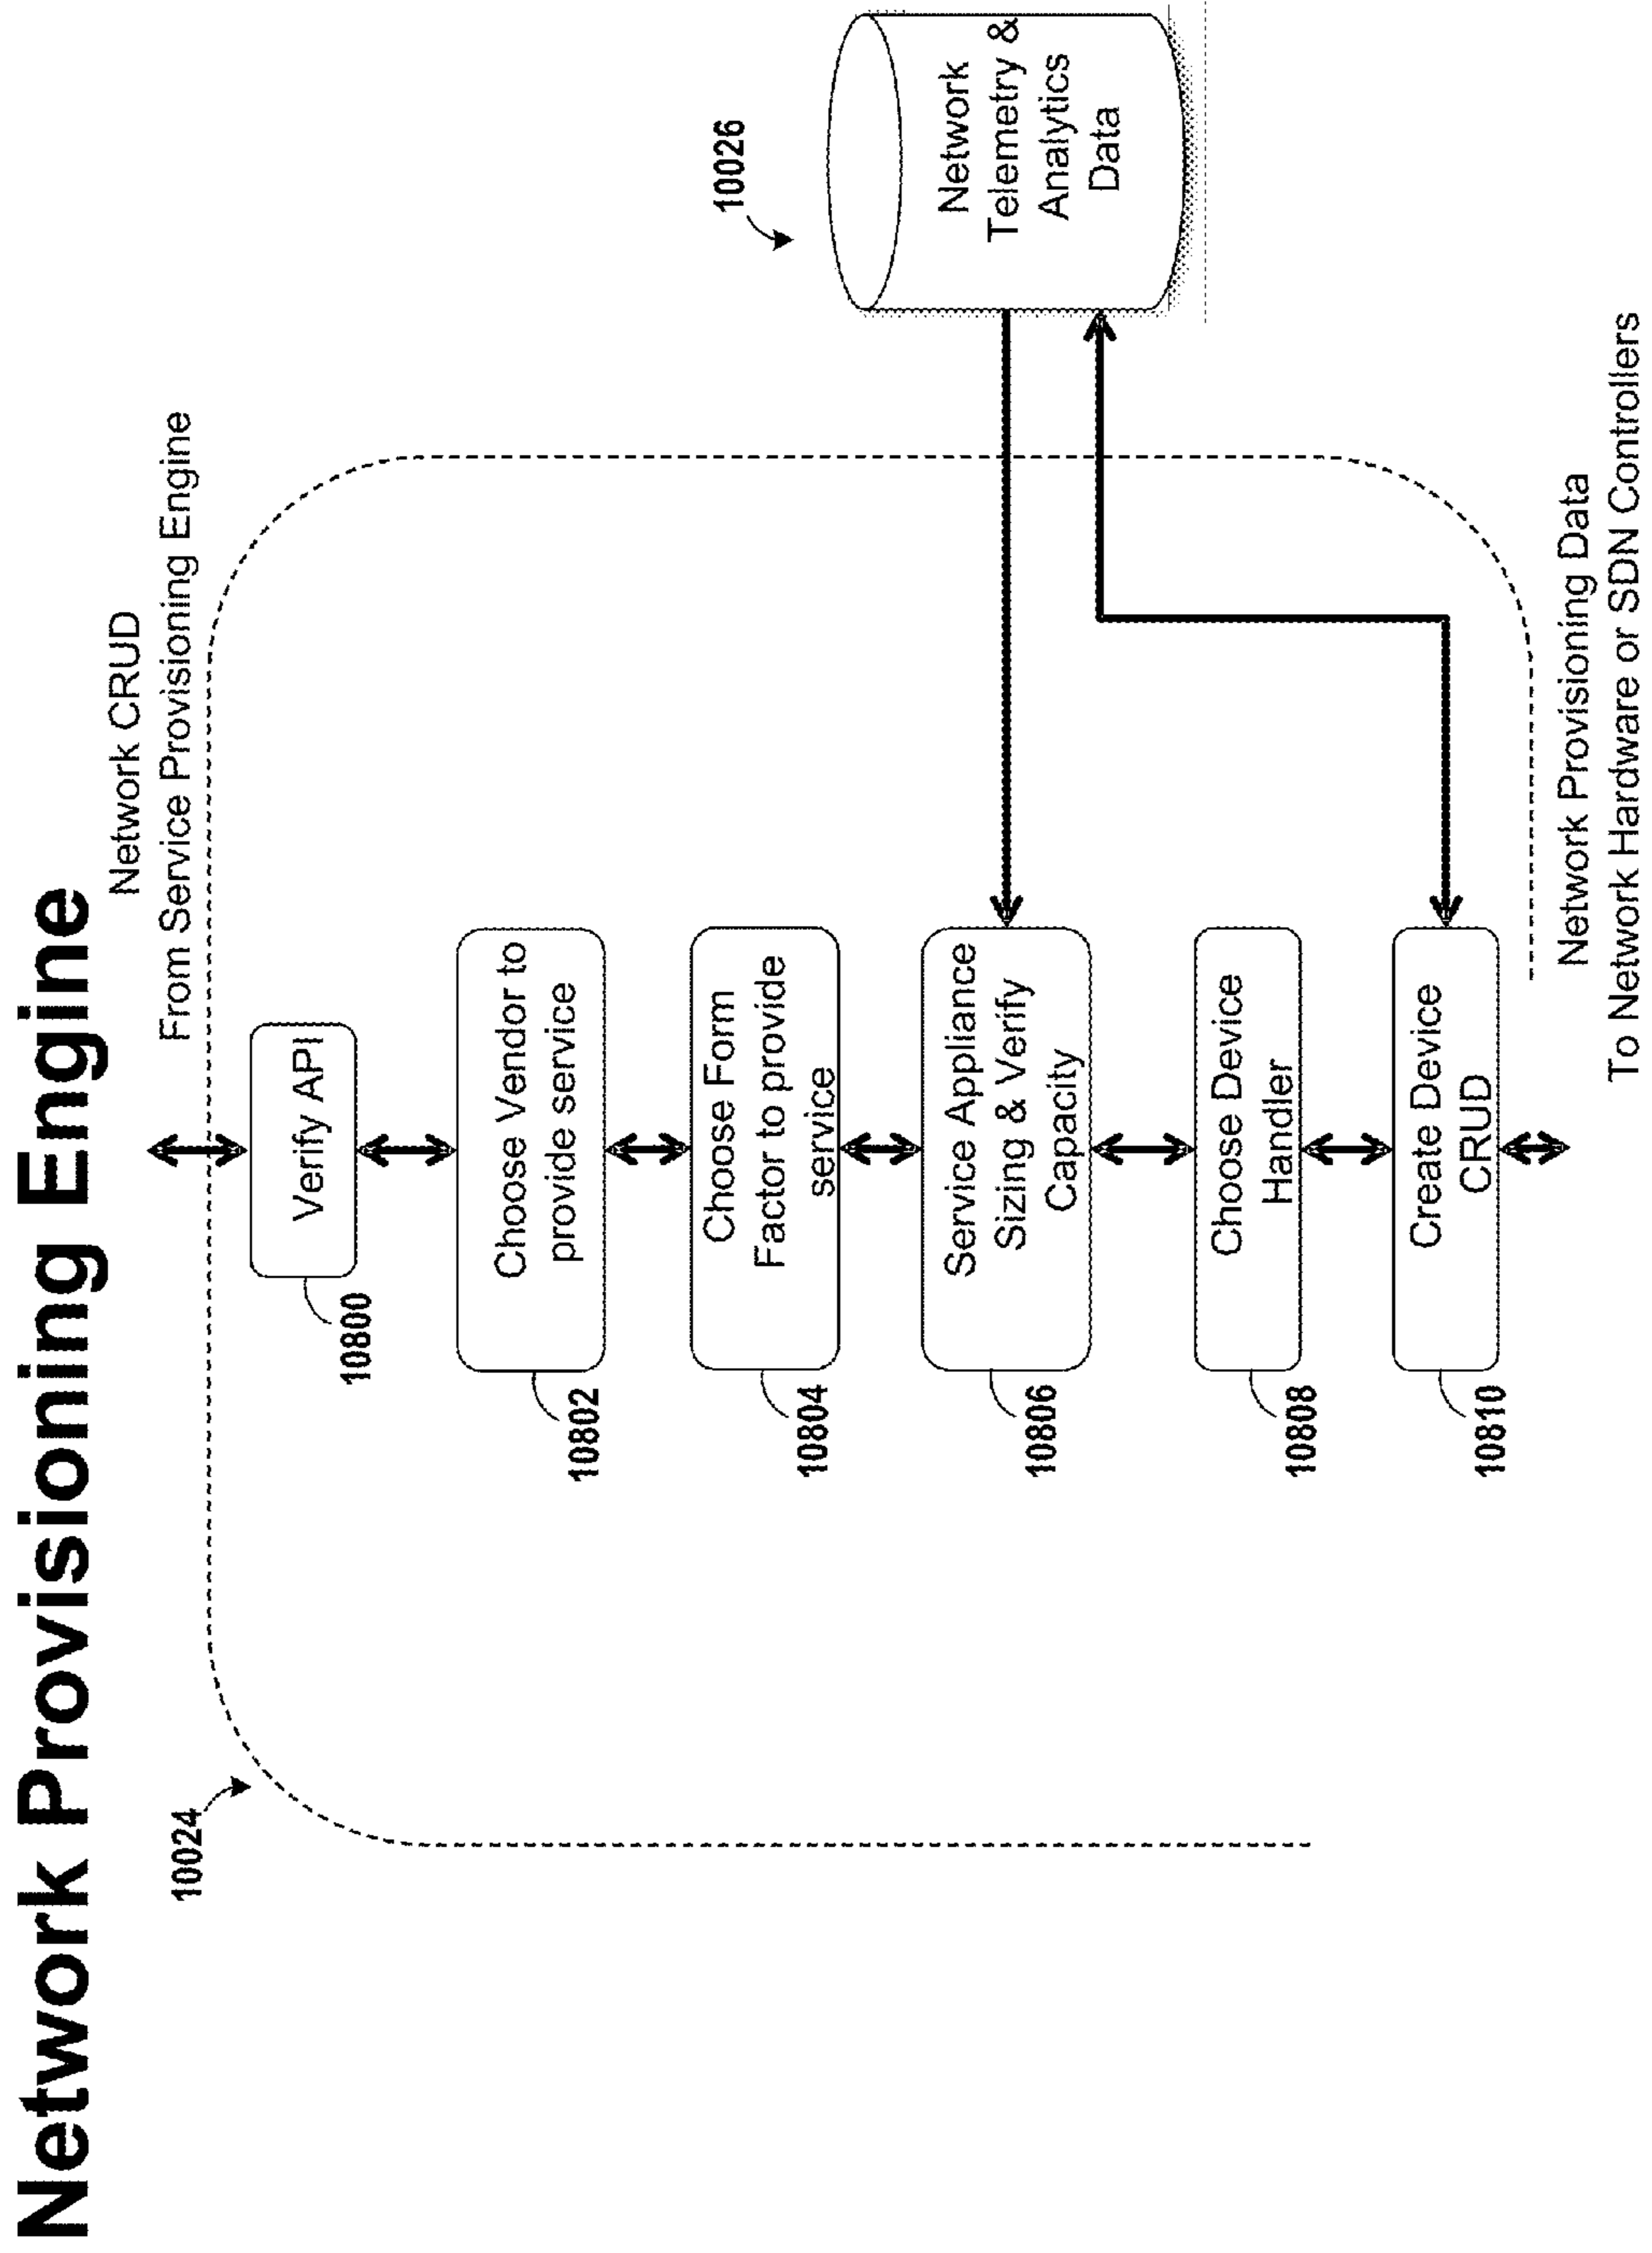 Network Provisioning Engine
Network CRUD
From Service Provisioning Engine
10024
Verify API
10800
Choose Vendor to
provide service
10802
Choose Form
Factor to provide
service
10804
Service Appliance
Sizing & Verify
Capacity
10806
Choose Device
Handler
10808
Create Device
CRUD
10810
10026
Network
Telemetry &
Analytics
Data
Network Provisioning Data
To Network Hardware or SDN Controllers